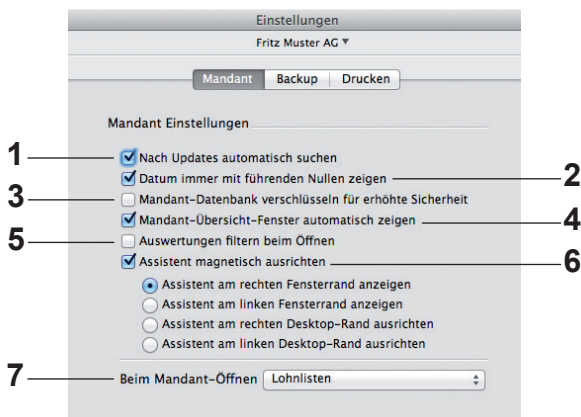 Einstellungen
Fritz Muster AG ▼
Mandant Backup Drucken
Mandant Einstellungen
1 Nach Updates automatisch suchen
Datum immer mit führenden Nullen zeigen 2
3 Mandant-Datenbank verschlüsseln für erhöhte Sicherheit
Mandant-Übersicht-Fenster automatisch zeigen 4
5 Auswertungen filtern beim Öffnen
Assistent magnetisch ausrichten 6
Assistent am rechten Fensterrand anzeigen
Assistent am linken Fensterrand anzeigen
Assistent am rechten Desktop-Rand ausrichten
Assistent am linken Desktop-Rand ausrichten
7 Beim Mandant-Öffnen Lohnlisten